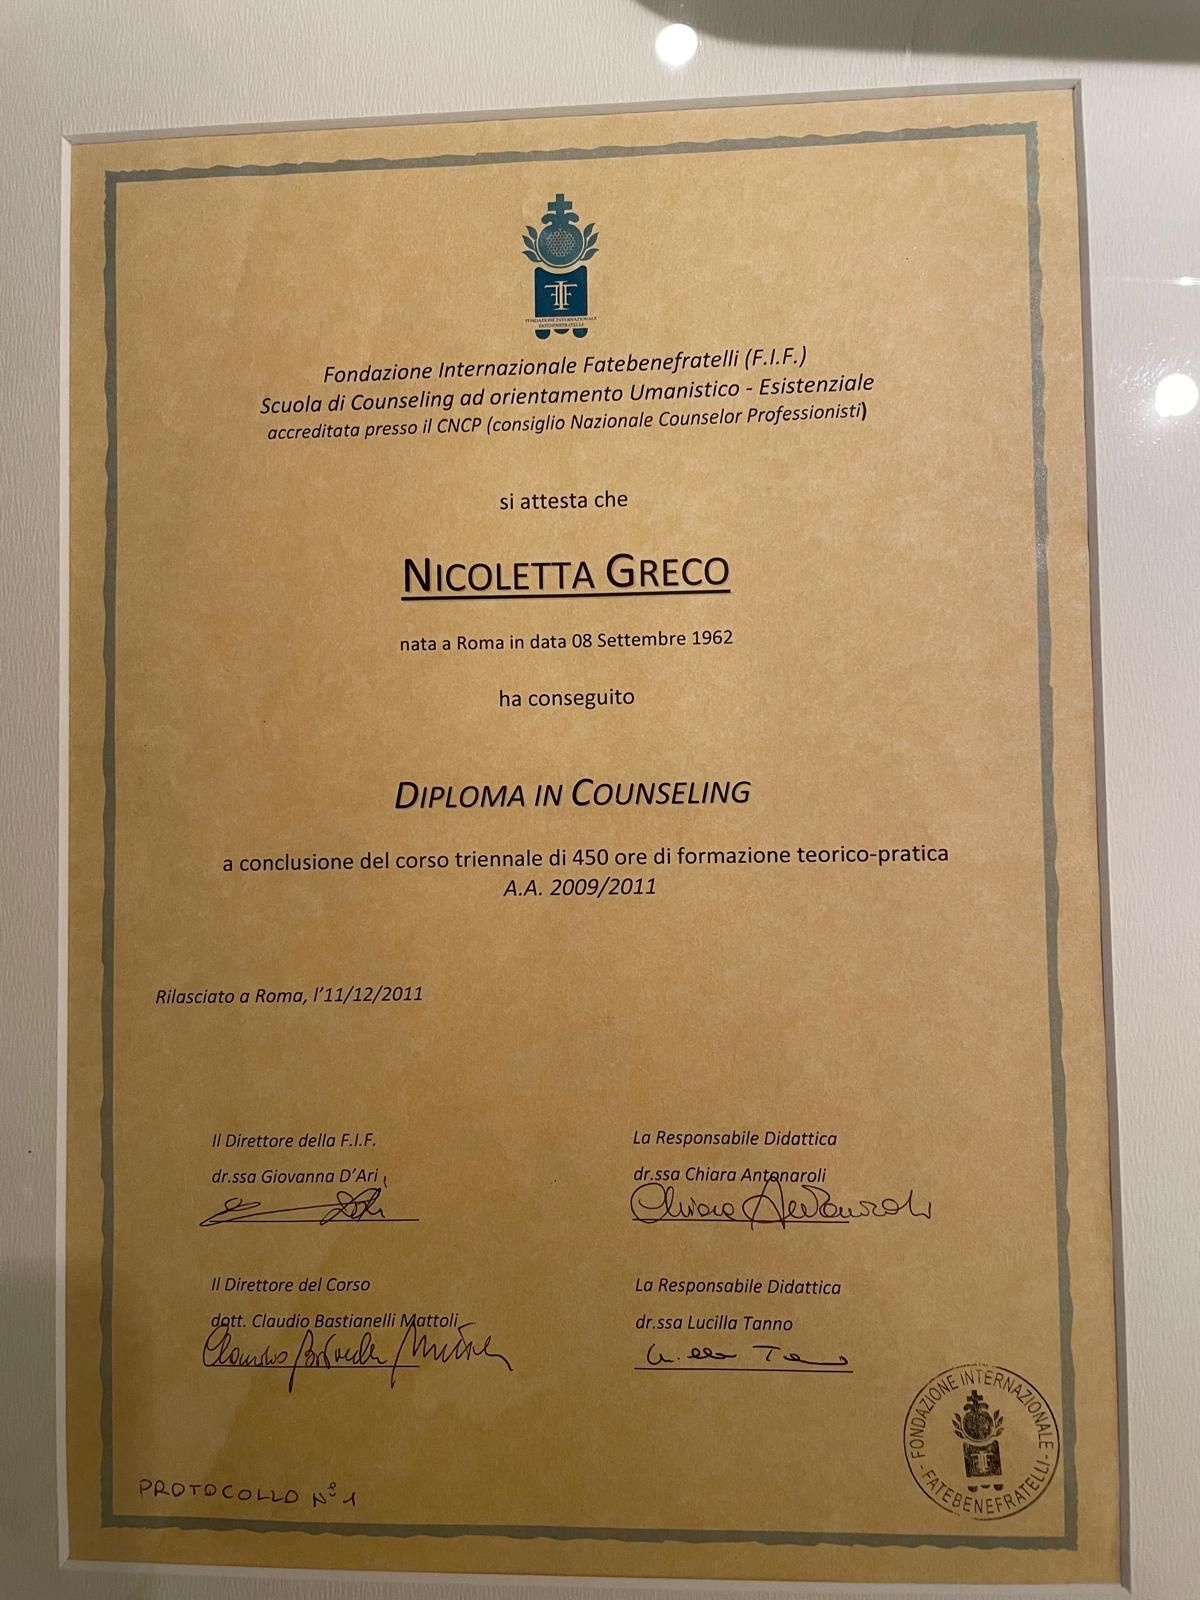 FONDAZIONE INTERNAZIONALE
FATEBENEFRATELLI
Fondazione Internazionale Fatebenefratelli (F.I.F.)
Scuola di Counseling ad orientamento Umanistico - Esistenziale
accreditata presso il CNCP (consiglio Nazionale Counselor Professionisti)
si attesta che
NICOLETTA GRECO
nata a Roma in data 08 Settembre 1962
ha conseguito
DIPLOMA IN COUNSELING
a conclusione del corso triennale di 450 ore di formazione teorico-pratica
A.A. 2009/2011
Rilasciato a Roma, l'11/12/2011
Il Direttore della F.I.F.
dr.ssa Giovanna D'Ari
La Responsabile Didattica
dr.ssa Chiara Antonaroli
Chiara Antonaroli
Il Direttore del Corso
dott. Claudio Bastianelli Mattoli
La Responsabile Didattica
dr.ssa Lucilla Tanno
FONDAZIONE INTERNAZIONALE
- FATEBENEFRATELLI -
PROTOCOLLO N° 1